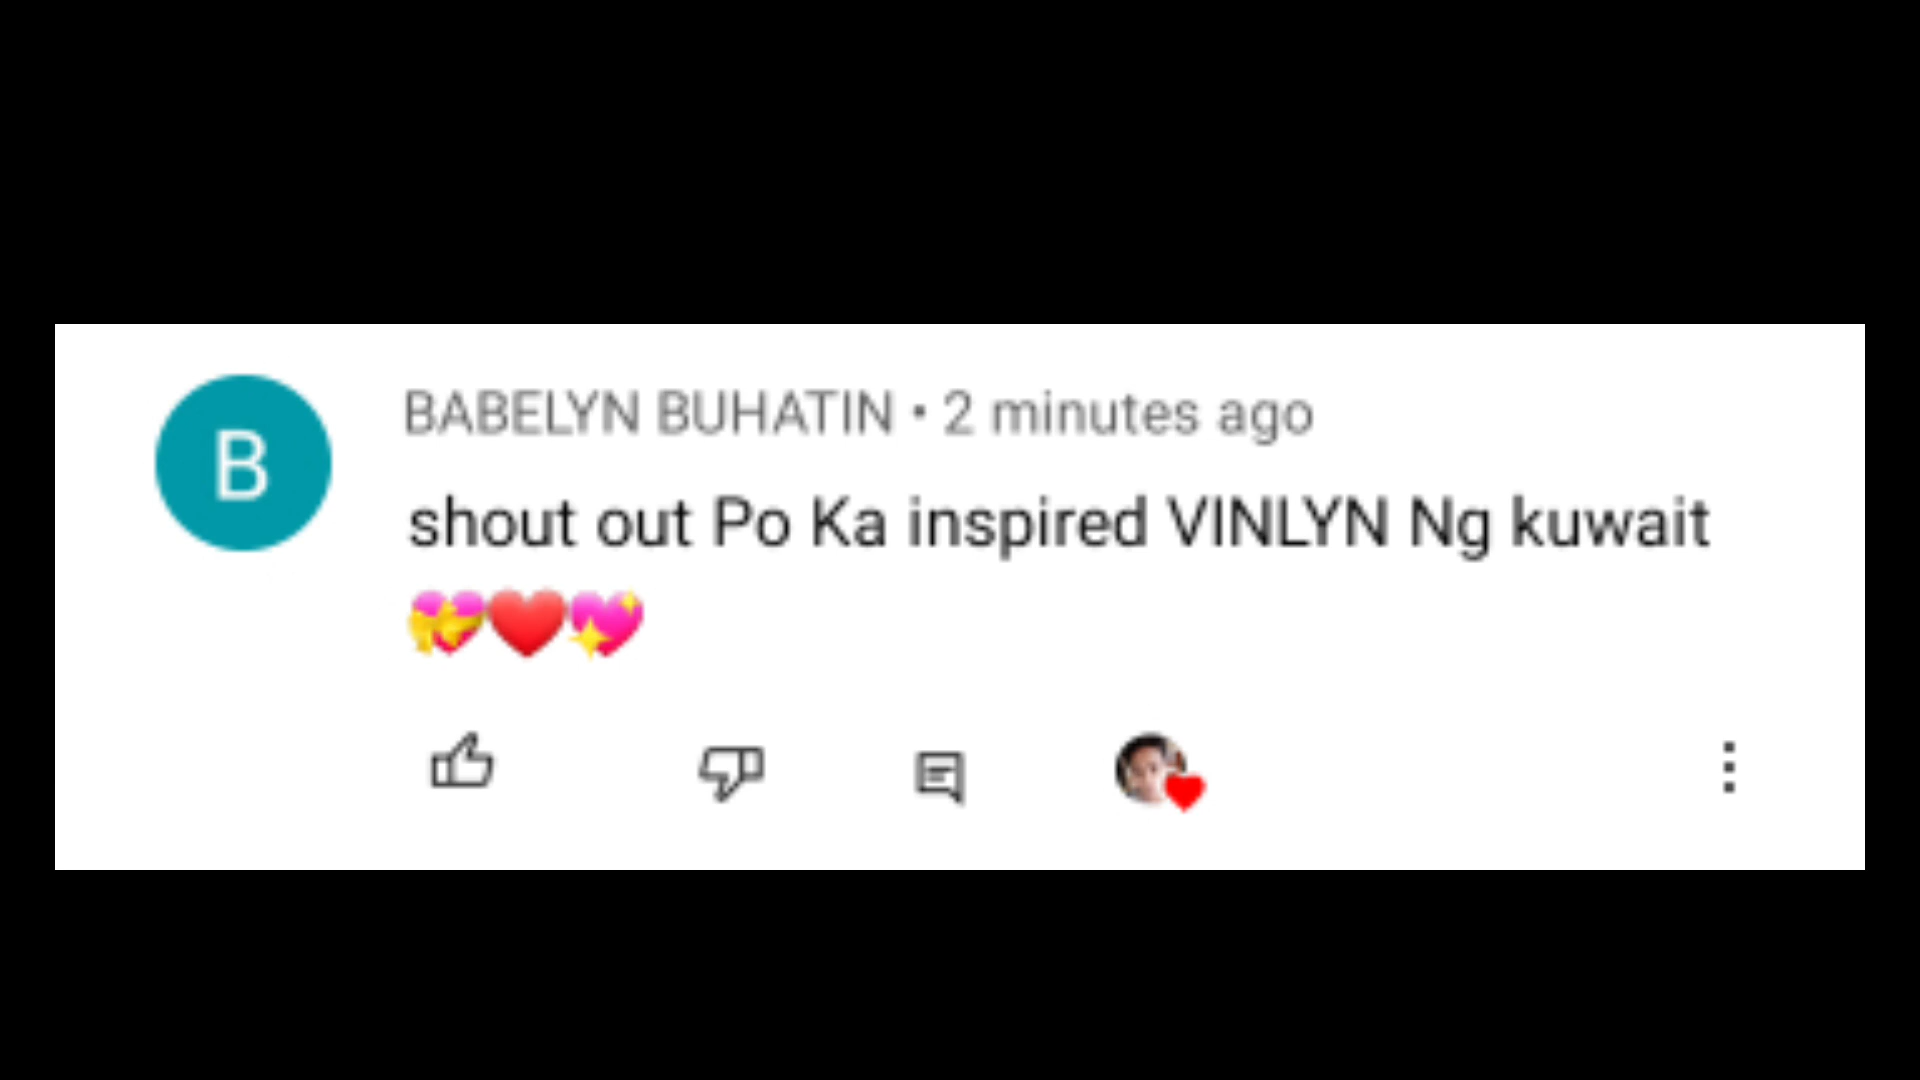 B
BABELYN BUHATIN • 2 minutes ago
shout out Po Ka inspired VINLYN Ng kuwait
💝❤️💖